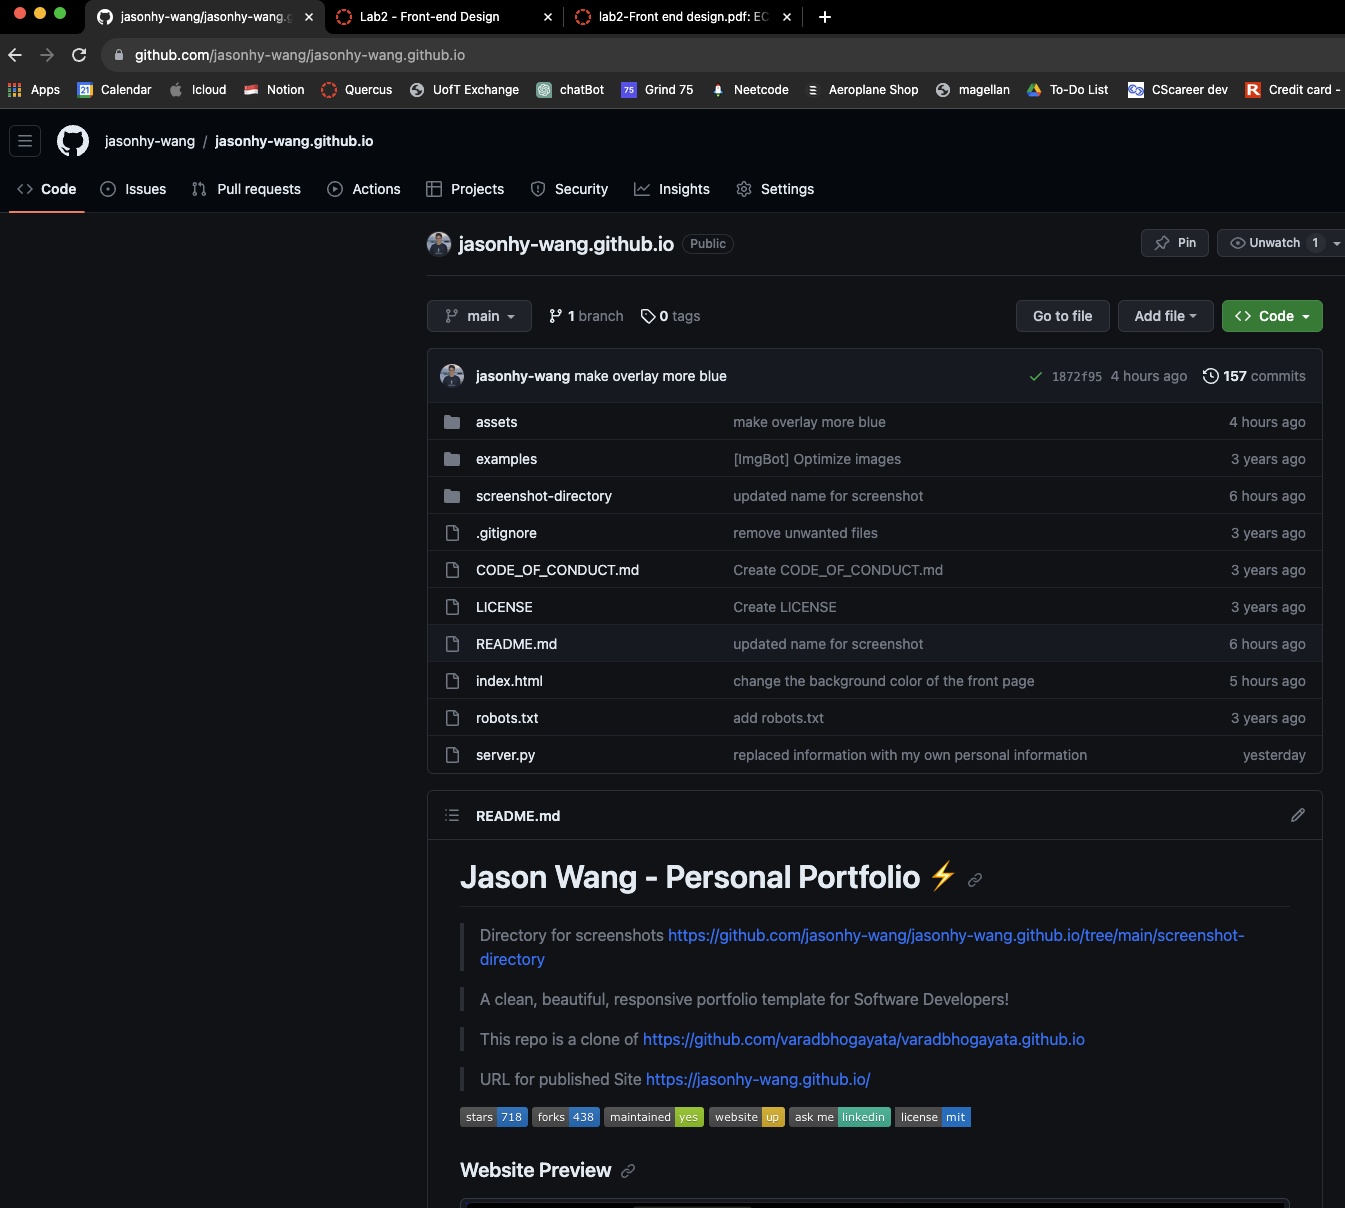 jasonhy-wang/jasonhy-wang.g
Lab2 - Front-end Design
lab2-Front end design.pdf: EC
github.com/jasonhy-wang/jasonhy-wang.github.io
Apps 21 Calendar Icloud Notion Quercus UofT Exchange chatBot 75 Grind 75 Neetcode Aeroplane Shop magellan To-Do List CScareer dev R Credit card -
jasonhy-wang / jasonhy-wang.github.io
Code Issues Pull requests Actions Projects Security Insights Settings
jasonhy-wang.github.io Public Pin Unwatch 1
main 1 branch 0 tags Go to file Add file Code
jasonhy-wang make overlay more blue 1872f95 4 hours ago 157 commits
assets make overlay more blue 4 hours ago
examples [ImgBot] Optimize images 3 years ago
screenshot-directory updated name for screenshot 6 hours ago
.gitignore remove unwanted files 3 years ago
CODE_OF_CONDUCT.md Create CODE_OF_CONDUCT.md 3 years ago
LICENSE Create LICENSE 3 years ago
README.md updated name for screenshot 6 hours ago
index.html change the background color of the front page 5 hours ago
robots.txt add robots.txt 3 years ago
server.py replaced information with my own personal information yesterday
README.md
Jason Wang - Personal Portfolio ⚡
Directory for screenshots https://github.com/jasonhy-wang/jasonhy-wang.github.io/tree/main/screenshot-
directory
A clean, beautiful, responsive portfolio template for Software Developers!
This repo is a clone of https://github.com/varadbhogayata/varadbhogayata.github.io
URL for published Site https://jasonhy-wang.github.io/
stars 718 forks 438 maintained yes website up ask me linkedin license mit
Website Preview